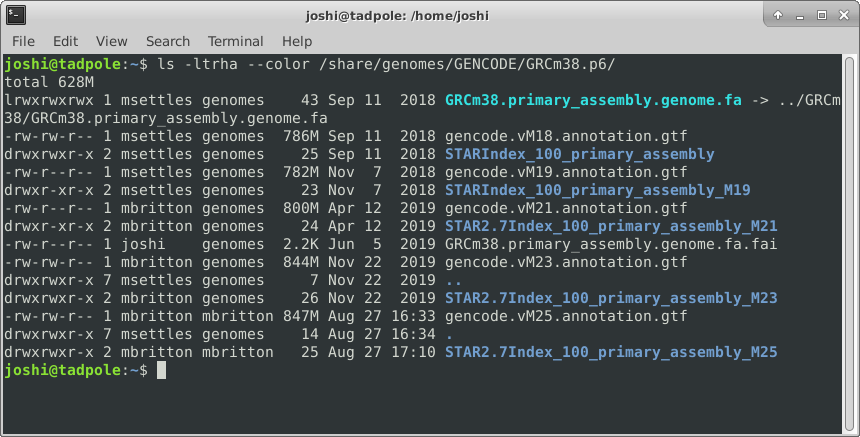 joshi@tadpole: /home/joshi
File Edit View Search Terminal Help
joshi@tadpole:~$ ls -ltrha --color /share/genomes/GENCODE/GRCm38.p6/
total 628M
lrwxrwxrwx 1 msettles genomes    43 Sep 11  2018 GRCm38.primary_assembly.genome.fa -> ../GRCm
38/GRCm38.primary_assembly.genome.fa
-rw-rw-r-- 1 msettles genomes  786M Sep 11  2018 gencode.vM18.annotation.gtf
drwxrwxr-x 2 msettles genomes    25 Sep 11  2018 STARIndex_100_primary_assembly
-rw-r--r-- 1 msettles genomes  782M Nov  7  2018 gencode.vM19.annotation.gtf
drwxr-xr-x 2 msettles genomes    23 Nov  7  2018 STARIndex_100_primary_assembly_M19
-rw-r--r-- 1 mbritton genomes  800M Apr 12  2019 gencode.vM21.annotation.gtf
drwxr-xr-x 2 mbritton genomes    24 Apr 12  2019 STAR2.7Index_100_primary_assembly_M21
-rw-r--r-- 1 joshi    genomes  2.2K Jun  5  2019 GRCm38.primary_assembly.genome.fa.fai
-rw-rw-r-- 1 mbritton genomes  844M Nov 22  2019 gencode.vM23.annotation.gtf
drwxrwxr-x 7 msettles genomes     7 Nov 22  2019 ..
drwxrwxr-x 2 mbritton genomes    26 Nov 22  2019 STAR2.7Index_100_primary_assembly_M23
-rw-rw-r-- 1 mbritton mbritton 847M Aug 27 16:33 gencode.vM25.annotation.gtf
drwxrwxr-x 7 msettles genomes    14 Aug 27 16:34 .
drwxrwxr-x 2 mbritton mbritton   25 Aug 27 17:10 STAR2.7Index_100_primary_assembly_M25
joshi@tadpole:~$